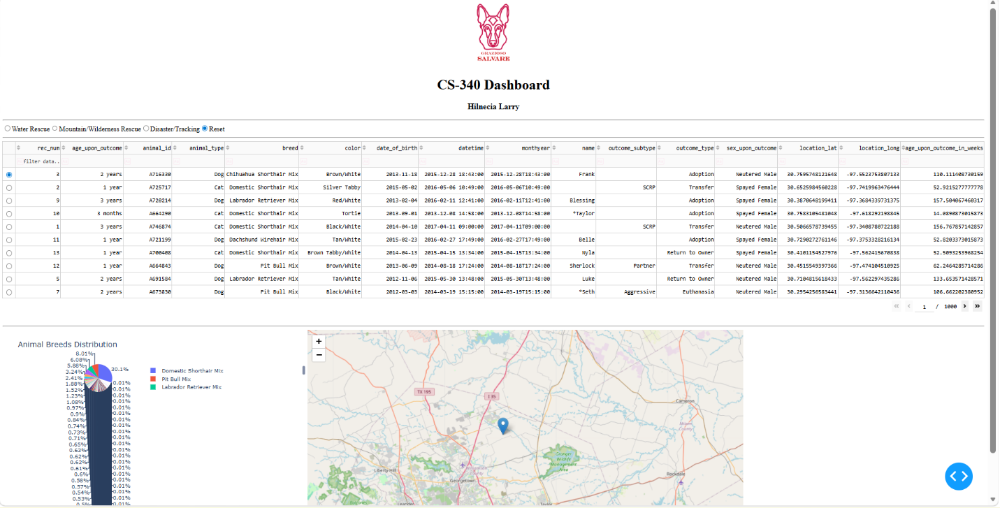 GRAZIOSO
SALVARE
CS-340 Dashboard
Hilnecia Larry
Water Rescue Mountain/Wilderness Rescue Disaster/Tracking Reset
rec_num age_upon_outcome animal_id animal_type breed color date_of_birth datetime monthyear name outcome_subtype outcome_type sex_upon_outcome location_lat location_long age_upon_outcome_in_weeks
filter data..
3 2 years A716330 Dog Chihuahua Shorthair Mix Brown/White 2013-11-18 2015-12-28 18:43:00 2015-12-28T18:43:00 Frank Adoption Neutered Male 30.7595748121648 -97.5523753807133 110.111408730159
2 1 year A725717 Cat Domestic Shorthair Mix Silver Tabby 2015-05-02 2016-05-06 10:49:00 2016-05-06T10:49:00 SCRP Transfer Spayed Female 30.6525984560228 -97.7419963476444 52.9215277777778
9 3 years A720214 Dog Labrador Retriever Mix Red/White 2013-02-04 2016-02-11 12:41:00 2016-02-11T12:41:00 Blessing Adoption Spayed Female 30.3870648199411 -97.3684339731375 157.504067460317
10 3 months A664290 Cat Domestic Shorthair Mix Tortie 2013-09-01 2013-12-08 14:58:00 2013-12-08T14:58:00 *Taylor Adoption Spayed Female 30.7583105481048 -97.618292198845 14.0890873015873
1 3 years A746874 Cat Domestic Shorthair Mix Black/White 2014-04-10 2017-04-11 09:00:00 2017-04-11T09:00:00 SCRP Transfer Neutered Male 30.5066578739455 -97.3408780722188 156.767857142857
11 1 year A721199 Dog Dachshund Wirehair Mix Tan/White 2015-02-23 2016-02-27 17:49:00 2016-02-27T17:49:00 Belle Adoption Spayed Female 30.7290272761146 -97.3753328216134 52.8203373015873
13 1 year A700408 Cat Domestic Shorthair Mix Brown Tabby/White 2014-04-13 2015-04-15 13:34:00 2015-04-15T13:34:00 Nyla Return to Owner Spayed Female 30.4101154527976 -97.562415670838 52.5093253968254
12 1 year A664843 Dog Pit Bull Mix Brown/White 2013-06-09 2014-08-18 17:24:00 2014-08-18T17:24:00 Sherlock Partner Transfer Neutered Male 30.4515549397366 -97.474104510925 62.2464285714286
5 2 years A691584 Dog Labrador Retriever Mix Tan/White 2012-11-06 2015-05-30 13:48:00 2015-05-30T13:48:00 Luke Return to Owner Neutered Male 30.7104815618433 -97.562297435286 133.653571428571
7 2 years A673830 Dog Pit Bull Mix Black/White 2012-03-03 2014-03-19 15:15:00 2014-03-19T15:15:00 *Seth Aggressive Euthanasia Neutered Male 30.2954256583441 -97.3136642110436 106.662202380952
1 / 1000
Animal Breeds Distribution
8.01%
6.08%
5.88% 30.1%
3.24%
2.41% 0.01%
1.88% 0.01%
1.52% 0.01%
1.23% 0.01%
1.08% 0.01%
0.97% 0.01%
0.9% 0.01%
0.84% 0.01%
0.74% 0.01%
0.73% 0.01%
0.71% 0.01%
0.65% 0.01%
0.63% 0.01%
0.62% 0.01%
0.62% 0.01%
0.61% 0.01%
0.6% 0.01%
0.58% 0.01%
0.57% 0.01%
0.54% 0.01%
0.53% 0.01%
0.5% 0.01%
Domestic Shorthair Mix
Pit Bull Mix
Labrador Retriever Mix
+
−
TX 195
I 35
Cameron
Milam
County
Granger
Wildlife
Management
Area
Liberty Hill
Williamson
County
Georgetown
Rockdale
Leander
Taylor